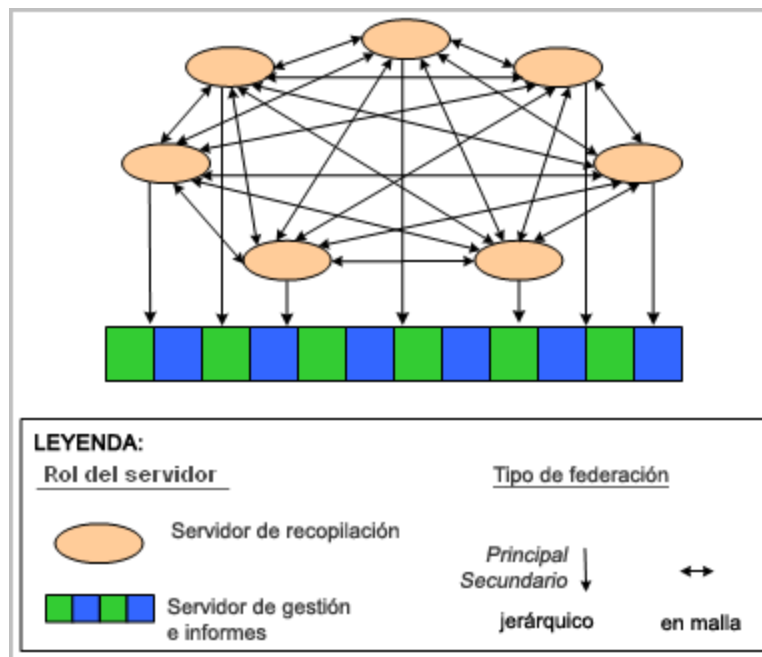 LEYENDA:
Rol del servidor
Tipo de federación
Servidor de recopilación
Principal
Secundario
jerárquico
en malla
Servidor de gestión
e informes